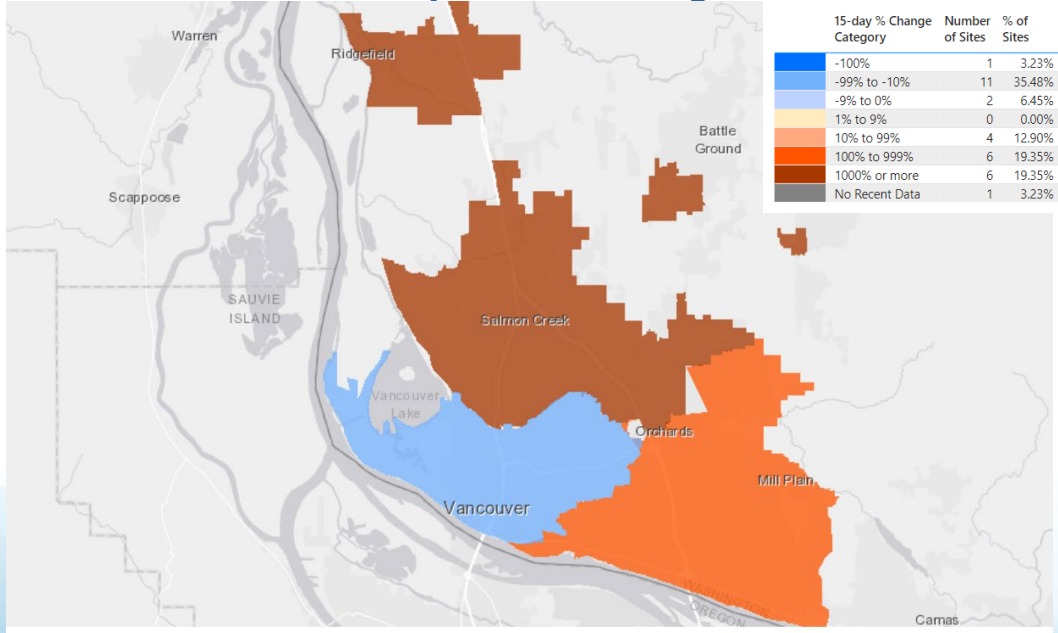 Warren
Ridgefield
Battle
Ground
Scappoose
SAUVIE
ISLAND
Salmon Creek
Vancouver
Lake
Orchards
Mill Plain
Vancouver
WASHINGTON
OREGON
Camas
15-day % Change Number % of
Category of Sites Sites
-100% 1 3.23%
-99% to -10% 11 35.48%
-9% to 0% 2 6.45%
1% to 9% 0 0.00%
10% to 99% 4 12.90%
100% to 999% 6 19.35%
1000% or more 6 19.35%
No Recent Data 1 3.23%